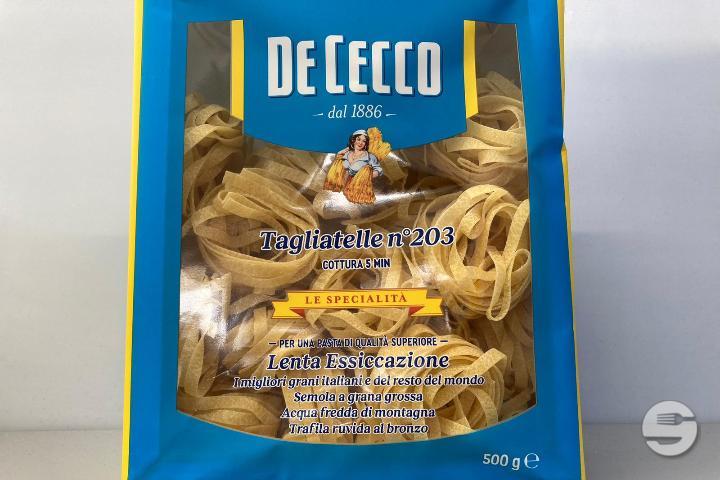 DE CECCO
dal 1886
Tagliatelle n°203
COTTURA 5 MIN
LE SPECIALITÀ
PER UNA PASTA DI QUALITÀ SUPERIORE
Lenta Essiccazione
I migliori grani italiani e del resto del mondo
Semola a grana grossa
Acqua fredda di montagna
Trafila ruvida al bronzo
500 g ℮